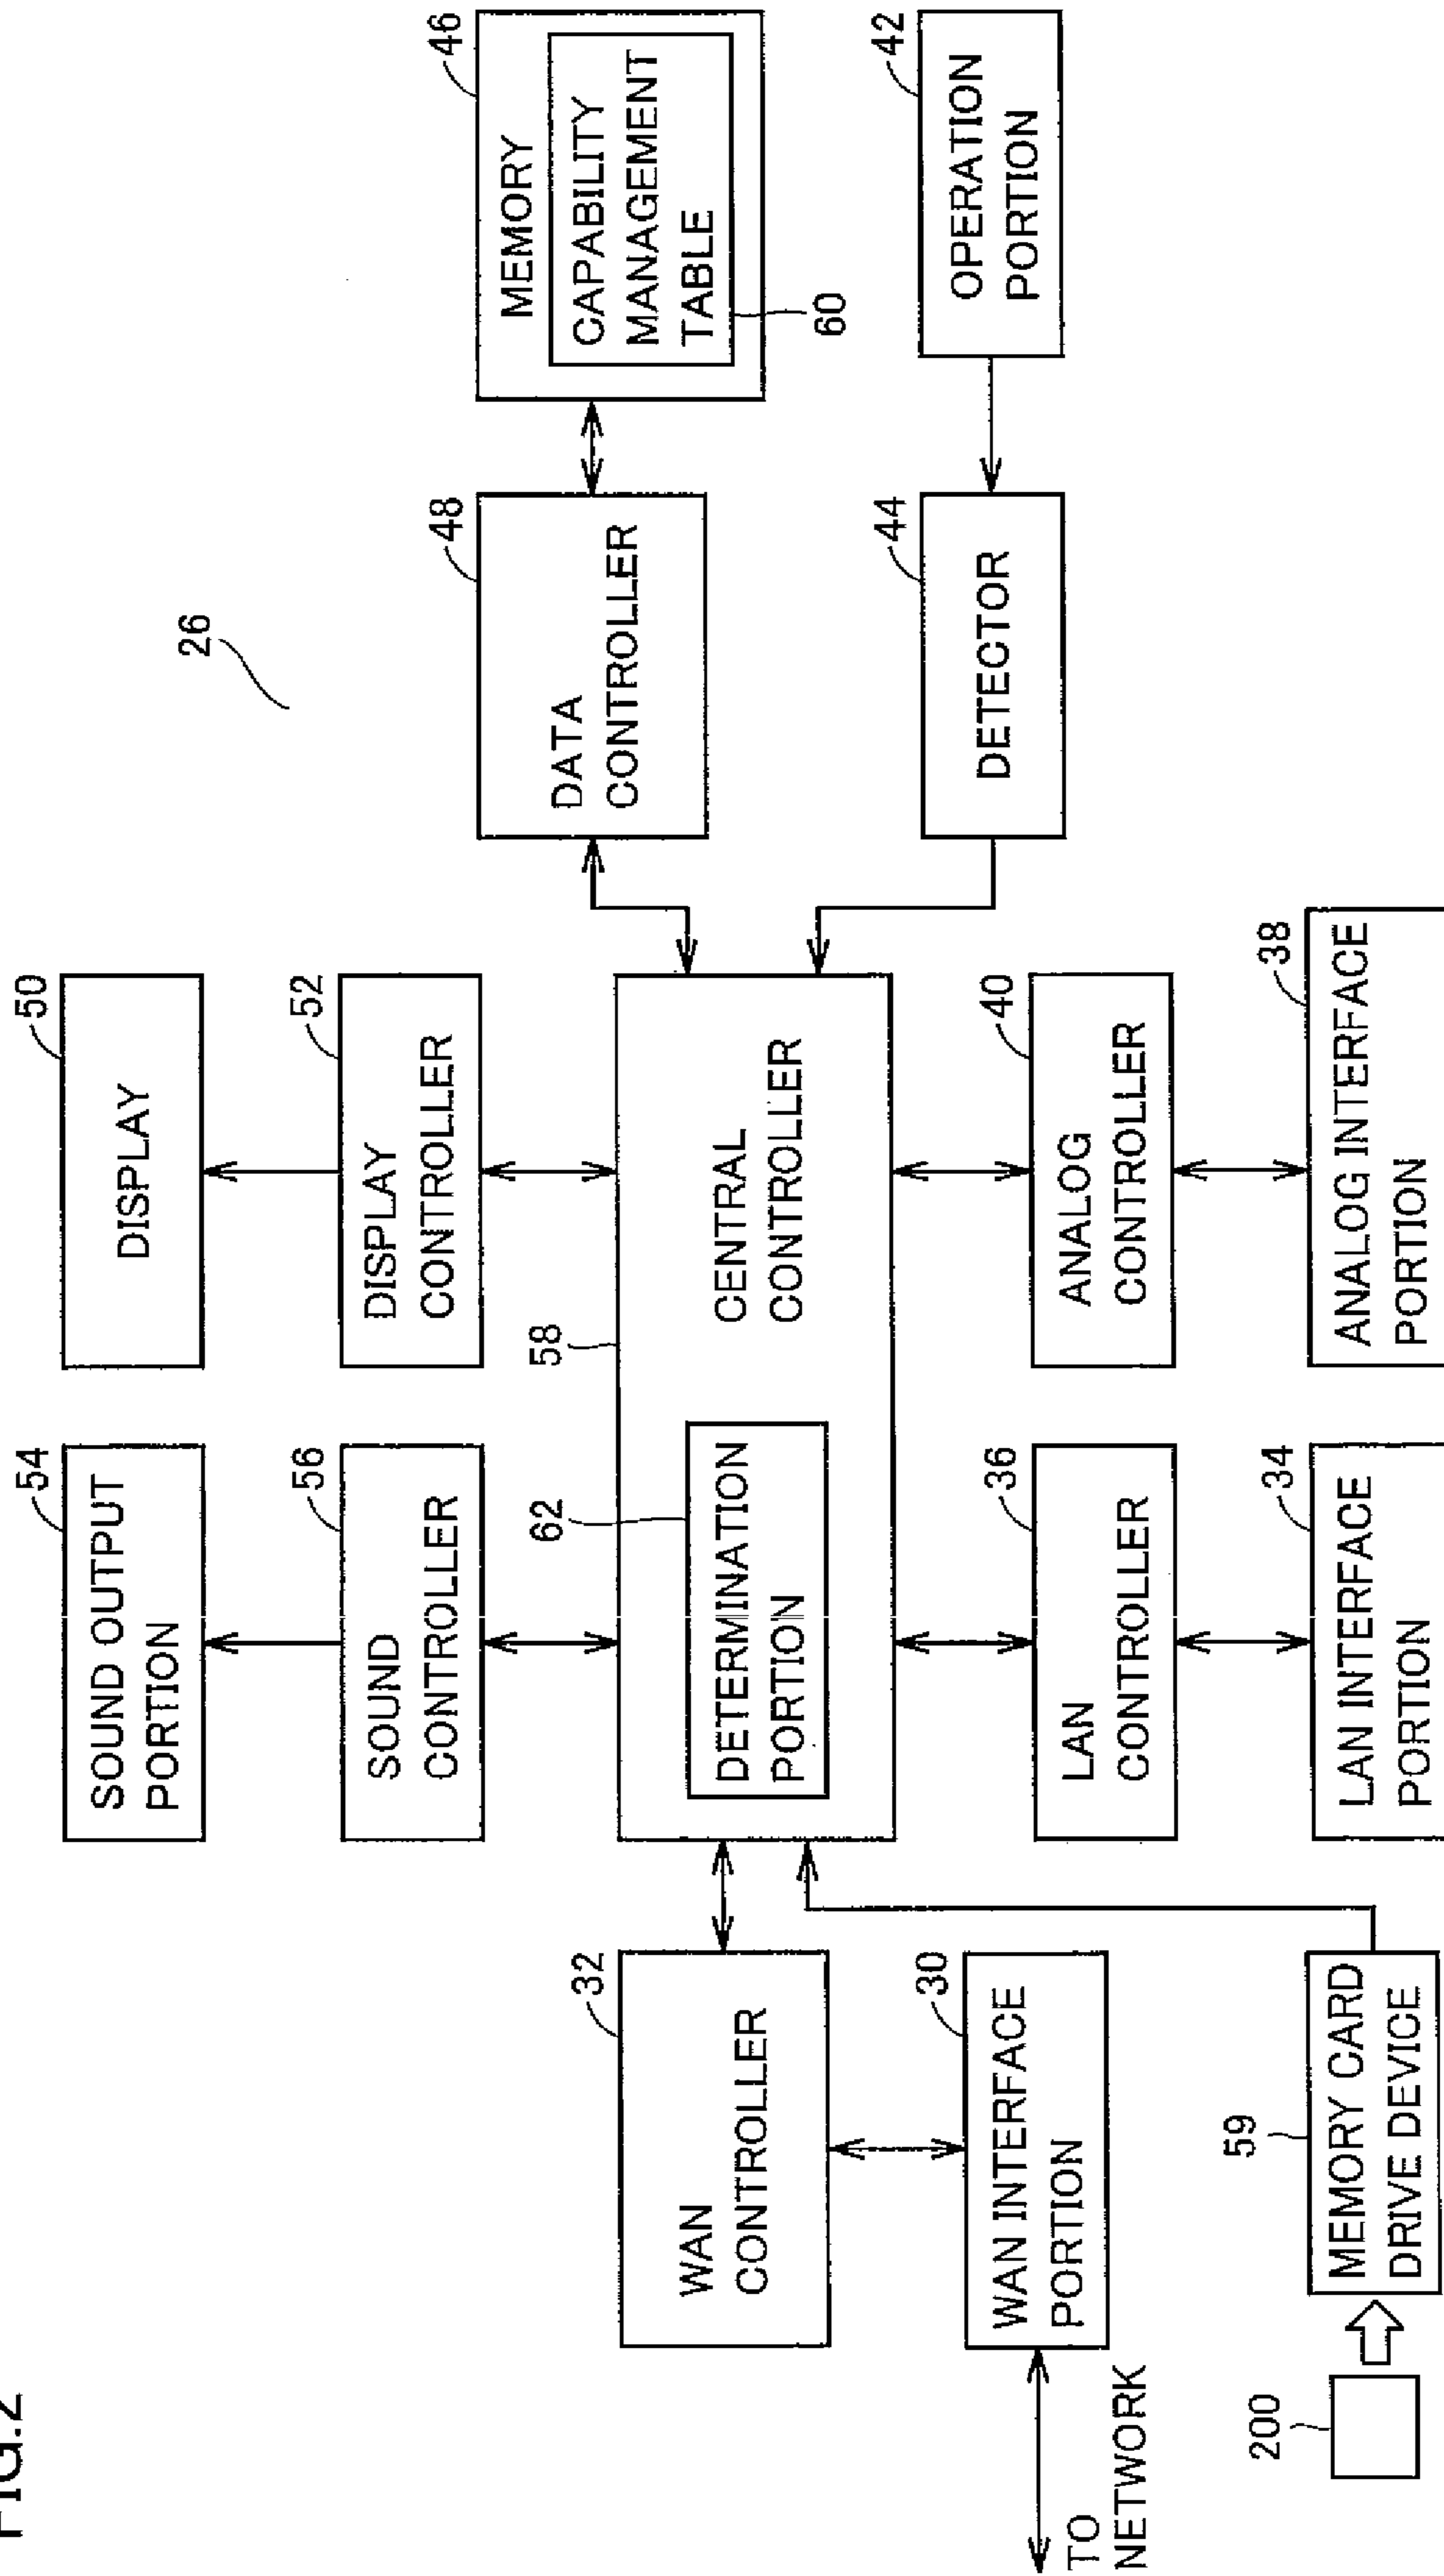 FIG.2
26
54
SOUND OUTPUT
PORTION
50
DISPLAY
56
SOUND
CONTROLLER
52
DISPLAY
CONTROLLER
48
DATA
CONTROLLER
46
MEMORY
CAPABILITY
MANAGEMENT
TABLE
60
32
WAN
CONTROLLER
62
DETERMINATION
PORTION
58
CENTRAL
CONTROLLER
44
DETECTOR
42
OPERATION
PORTION
30
WAN INTERFACE
PORTION
TO
NETWORK
36
LAN
CONTROLLER
40
ANALOG
CONTROLLER
200
59
MEMORY CARD
DRIVE DEVICE
34
LAN INTERFACE
PORTION
38
ANALOG INTERFACE
PORTION